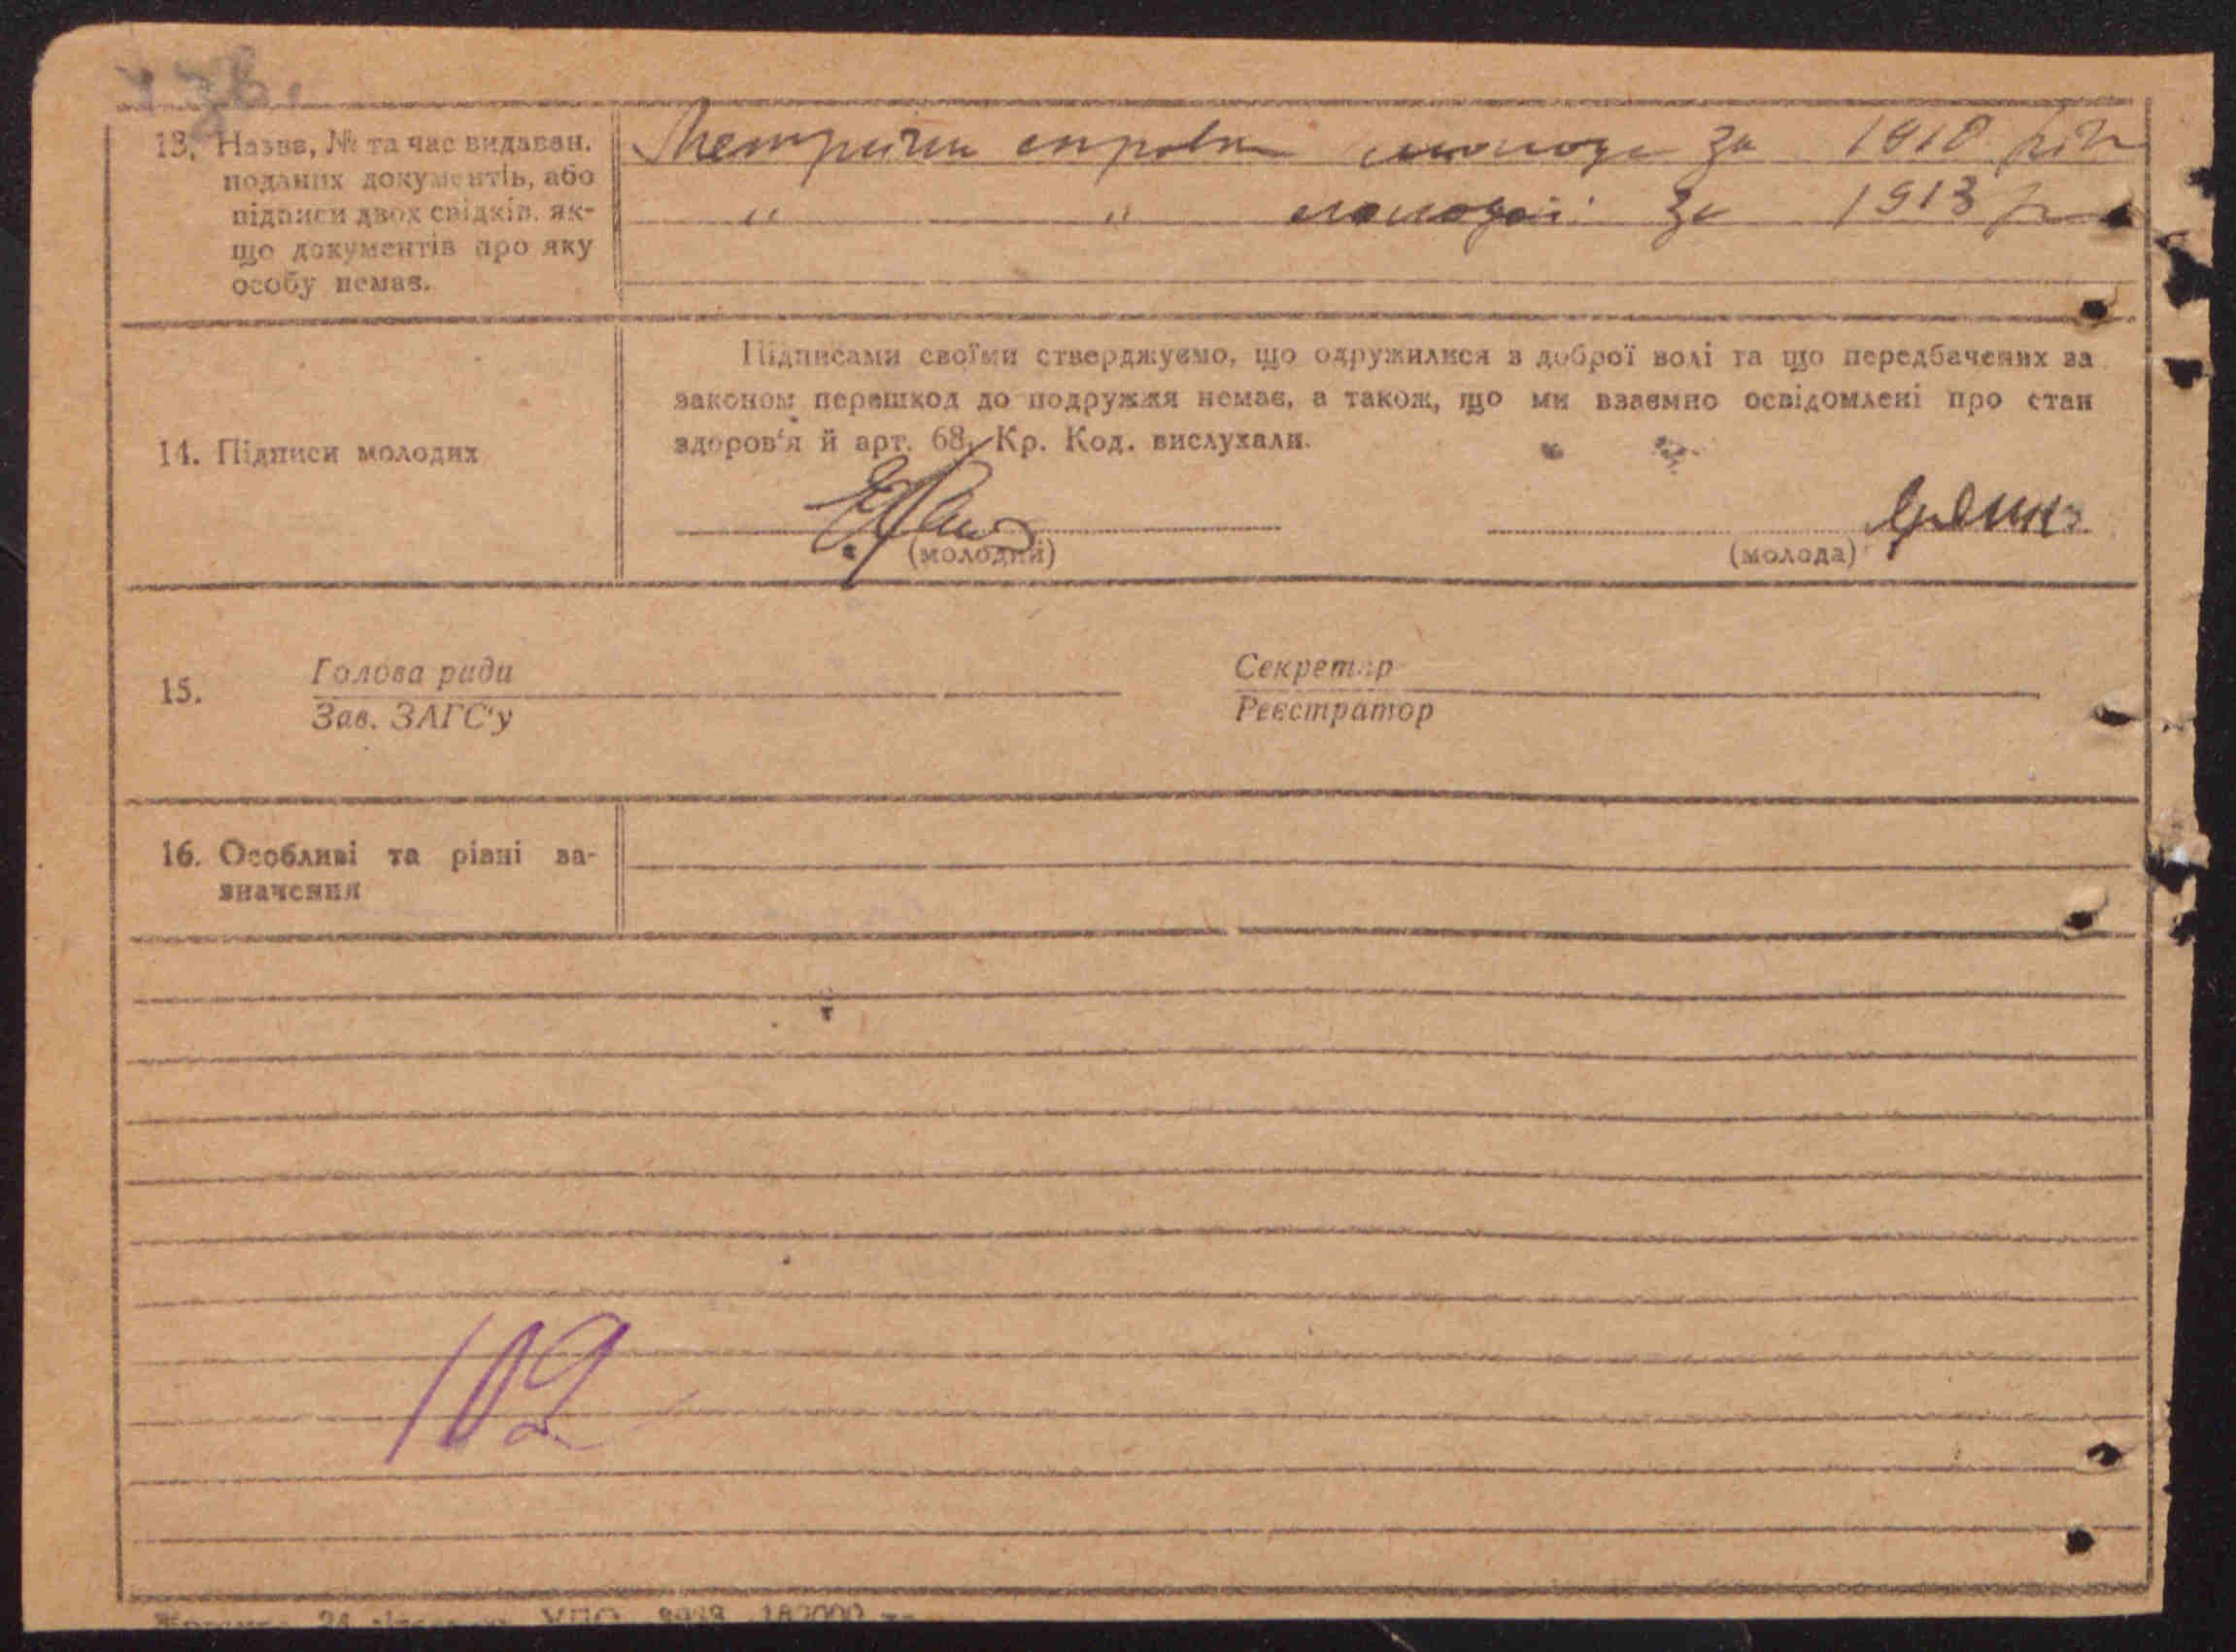 13. Назва, № та час видаван.
поданих документів, або
підписи двох свідків, як-
що документів про яку
особу немає.
Метричн за 1910 рік
" " молодої за 1913 р
Підписами своїми стверджуємо, що одружилися з доброї волі та що передбачених за
законом перешкод до подружжя немає, а також, що ми взаємно освідомлені про стан
здоров'я й арт. 68, Кр. Код. вислухали.
14. Підписи молодих
(молодий) (молода)
15. Голова ради Секретар
Зав. ЗАГС'у Реєстратор
16. Особливі та різні за-
значення
102